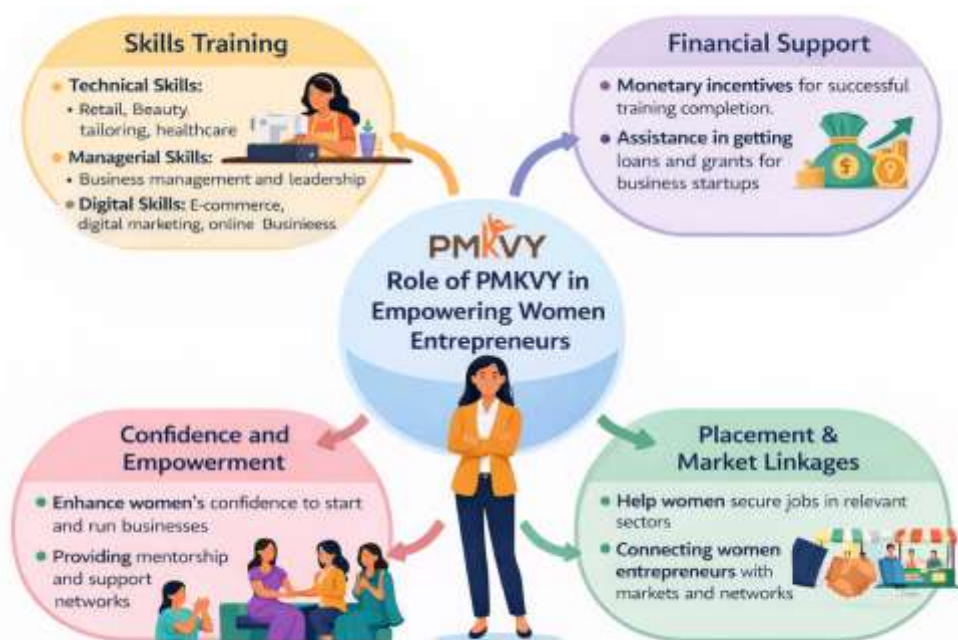 Skills Training
• Technical Skills:
• Retail, Beauty
tailoring, healthcare
• Managerial Skills:
• Business management and leadership
• Digital Skills: E-commerce,
digital marketing, online Businieess
Financial Support
• Monetary incentives for successful
training completion.
• Assistance in getting
loans and grants for
business startups
PMKVY
Role of PMKVY in
Empowering Women
Entrepreneurs
Confidence and
Empowerment
• Enhance women's confidence to start
and run businesses
• Providing mentorship
and support
networks
Placement &
Market Linkages
• Help women secure jobs in relevant
sectors
• Connecting women
entrepreneurs with
markets and networks